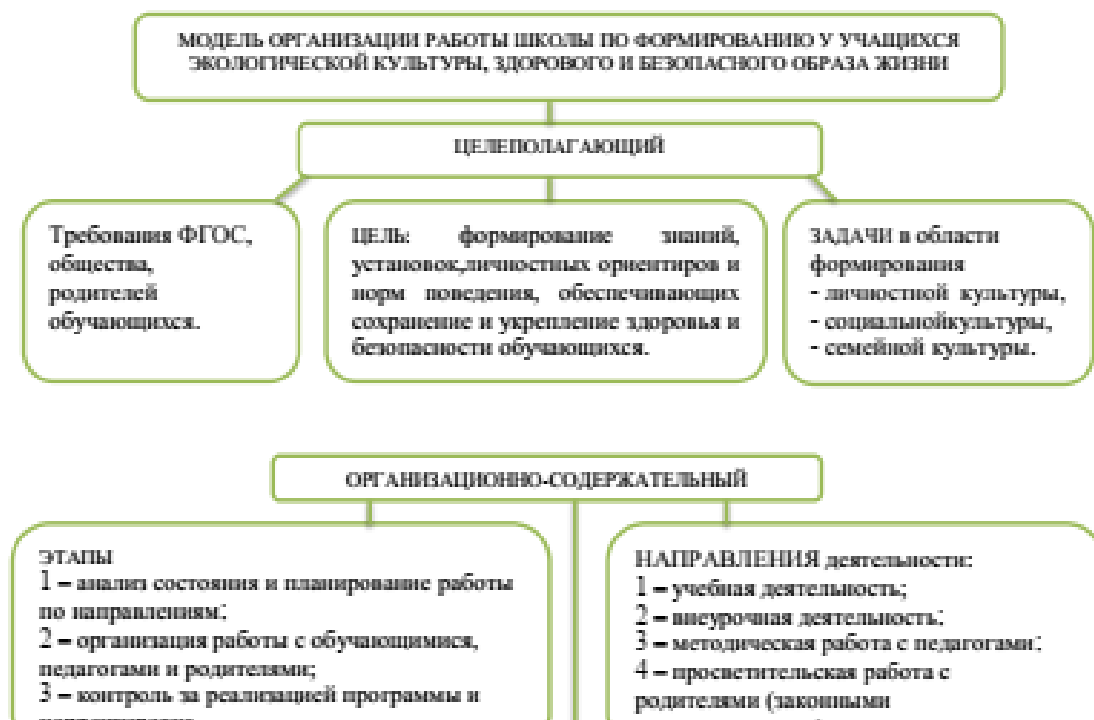 МОДЕЛЬ ОРГАНИЗАЦИИ РАБОТЫ ШКОЛЫ ПО ФОРМИРОВАНИЮ У УЧАЩИХСЯ
ЭКОЛОГИЧЕСКОЙ КУЛЬТУРЫ, ЗДОРОВОГО И БЕЗОПАСНОГО ОБРАЗА ЖИЗНИ
ЦЕЛЕПОЛАГАЮЩИЙ
Требования ФГОС,
общества,
родителей
обучающихся.
ЦЕЛЬ: формирование знаний,
установок,личностных ориентиров и
норм поведения, обеспечивающих
сохранение и укрепление здоровья и
безопасности обучающихся.
ЗАДАЧИ в области
формирования
- личностной культуры,
- социальнойкультуры,
- семейной культуры.
ОРГАНИЗАЦИОННО-СОДЕРЖАТЕЛЬНЫЙ
ЭТАПЫ
1 – анализ состояния и планирование работы
по направлениям;
2 – организация работы с обучающимися,
педагогами и родителями;
3 – контроль за реализацией программы и
НАПРАВЛЕНИЯ деятельности:
1 – учебная деятельность;
2 – внеурочная деятельность;
3 – методическая работа с педагогами;
4 – просветительская работа с
родителями (законными